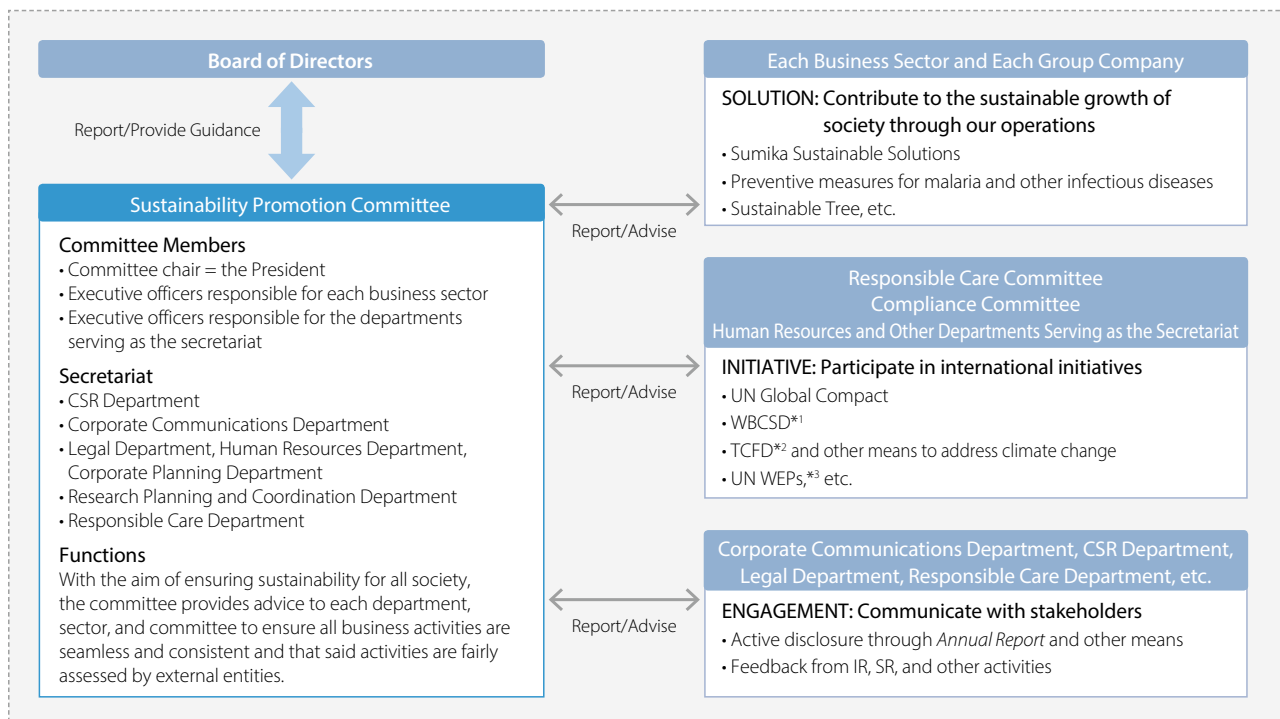 Board of Directors
Report/Provide Guidance
Sustainability Promotion Committee
Committee Members
• Committee chair = the President
• Executive officers responsible for each business sector
• Executive officers responsible for the departments
serving as the secretariat
Secretariat
• CSR Department
• Corporate Communications Department
• Legal Department, Human Resources Department,
Corporate Planning Department
• Research Planning and Coordination Department
• Responsible Care Department
Functions
With the aim of ensuring sustainability for all society,
the committee provides advice to each department,
sector, and committee to ensure all business activities are
seamless and consistent and that said activities are fairly
assessed by external entities.
Report/Advise
Each Business Sector and Each Group Company
SOLUTION: Contribute to the sustainable growth of
society through our operations
• Sumika Sustainable Solutions
• Preventive measures for malaria and other infectious diseases
• Sustainable Tree, etc.
Report/Advise
Responsible Care Committee
Compliance Committee
Human Resources and Other Departments Serving as the Secretariat
INITIATIVE: Participate in international initiatives
• UN Global Compact
• WBCSD*1
• TCFD*2 and other means to address climate change
• UN WEPs,*3 etc.
Report/Advise
Corporate Communications Department, CSR Department,
Legal Department, Responsible Care Department, etc.
ENGAGEMENT: Communicate with stakeholders
• Active disclosure through Annual Report and other means
• Feedback from IR, SR, and other activities